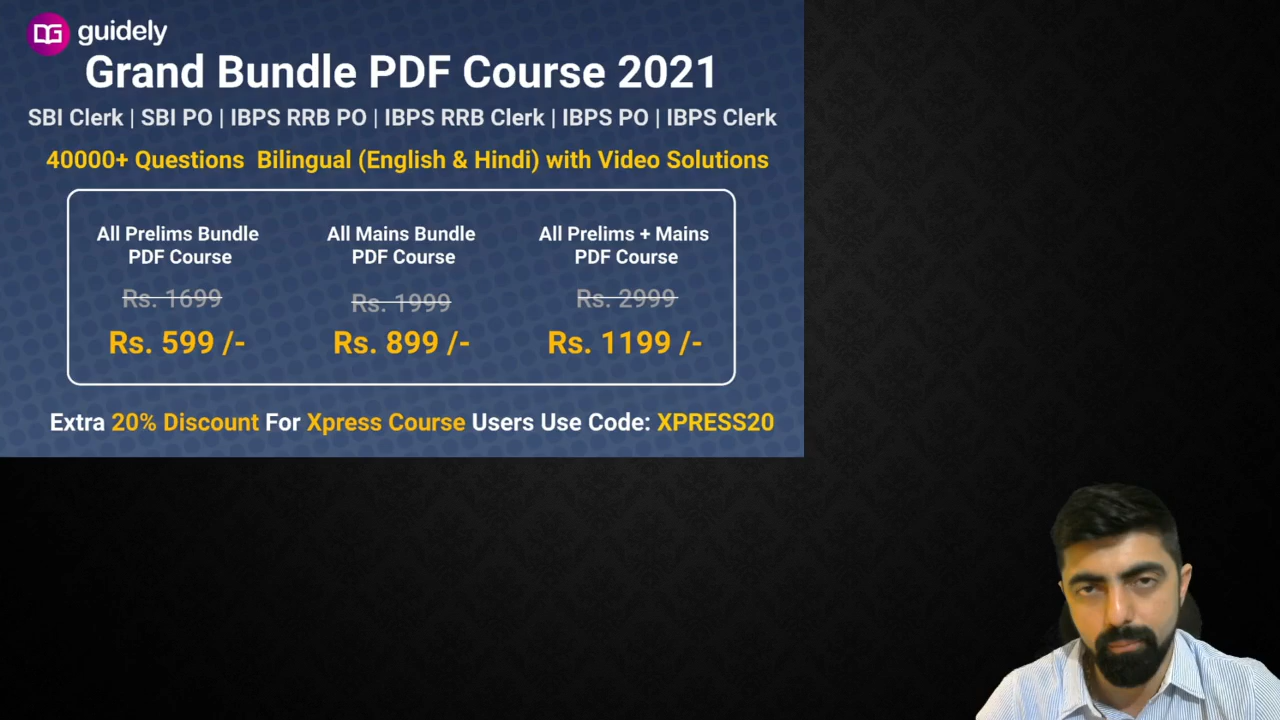 guidely
Grand Bundle PDF Course 2021
SBI Clerk | SBI PO | IBPS RRB PO | IBPS RRB Clerk | IBPS PO | IBPS Clerk
40000+ Questions Bilingual (English & Hindi) with Video Solutions
All Prelims Bundle
PDF Course
Rs. 1699
Rs. 599 /-
All Mains Bundle
PDF Course
Rs. 1999
Rs. 899 /-
All Prelims + Mains
PDF Course
Rs. 2999
Rs. 1199 /-
Extra 20% Discount For Xpress Course Users Use Code: XPRESS20